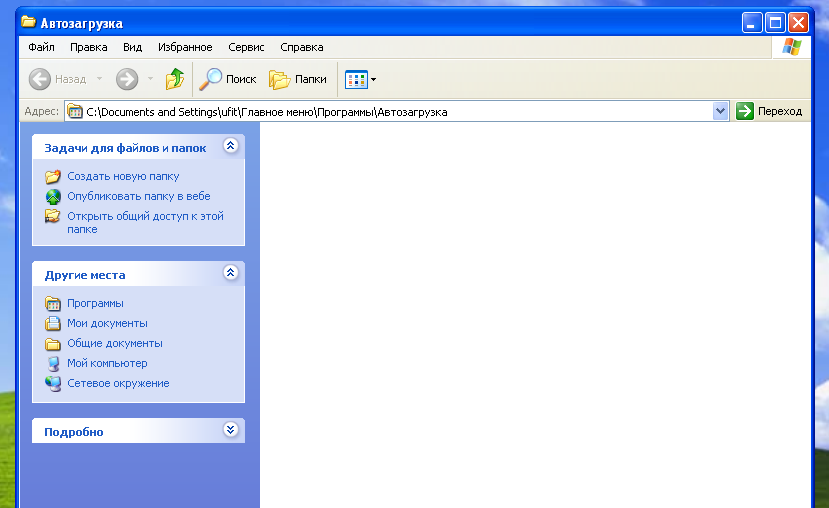 Автозагрузка
Файл Правка Вид Избранное Сервис Справка
Назад Поиск Папки
Адрес: C:\Documents and Settings\ufit\Главное меню\Программы\Автозагрузка Переход
Задачи для файлов и папок
Создать новую папку
Опубликовать папку в вебе
Открыть общий доступ к этой
папке
Другие места
Программы
Мои документы
Общие документы
Мой компьютер
Сетевое окружение
Подробно